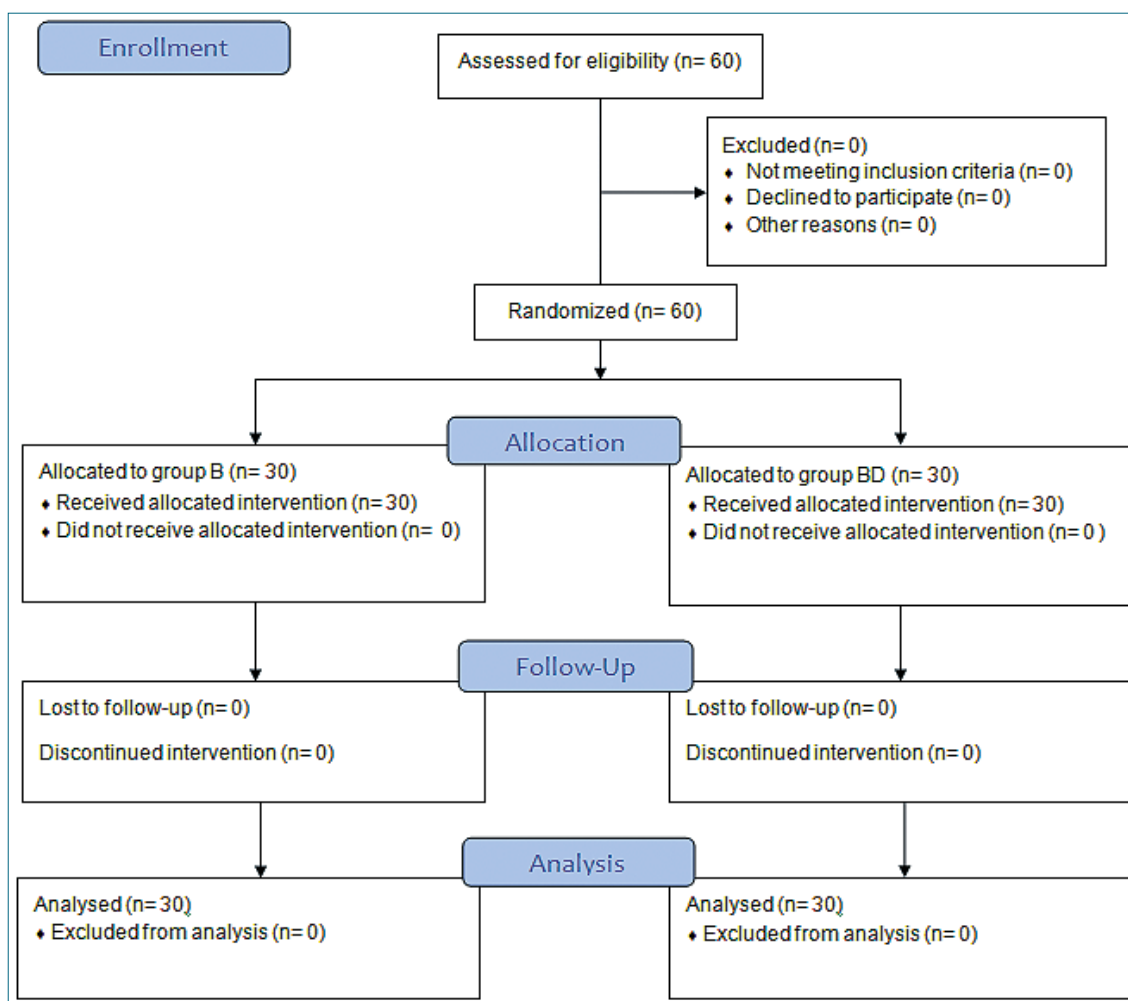 Enrollment
Assessed for eligibility (n= 60)
Excluded (n= 0)
♦ Not meeting inclusion criteria (n= 0)
♦ Declined to participate (n= 0)
♦ Other reasons (n= 0)
Randomized (n= 60)
Allocation
Allocated to group B (n= 30)
♦ Received allocated intervention (n= 30)
♦ Did not receive allocated intervention (n= 0)
Allocated to group BD (n= 30)
♦ Received allocated intervention (n= 30)
♦ Did not receive allocated intervention (n= 0 )
Follow-Up
Lost to follow-up (n= 0)
Discontinued intervention (n= 0)
Lost to follow-up (n= 0)
Discontinued intervention (n= 0)
Analysis
Analysed (n= 30)
♦ Excluded from analysis (n= 0)
Analysed (n= 30)
♦ Excluded from analysis (n= 0)